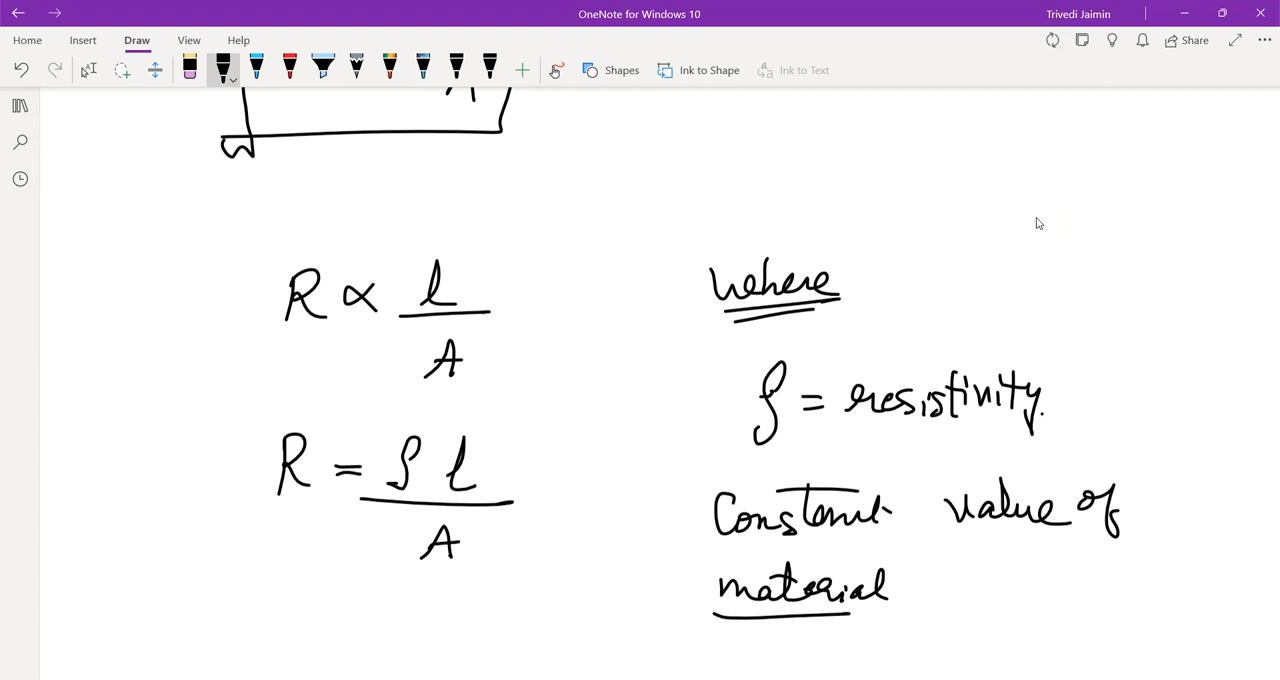 OneNote for Windows 10
Trivedi Jaimin
Home Insert Draw View Help
Share
Shapes Ink to Shape Ink to Text
A
R ∝ l
A
where
ρ = resistivity.
R = ρ l
A
Constant value of
material